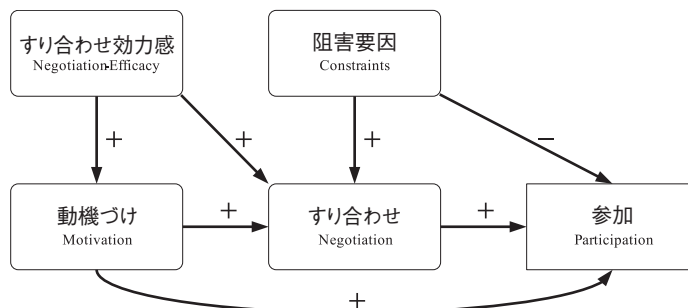 すり合わせ効力感
Negotiation-Efficacy
阻害要因
Constraints
+
+
+
−
動機づけ
Motivation
+
すり合わせ
Negotiation
+
参加
Participation
+